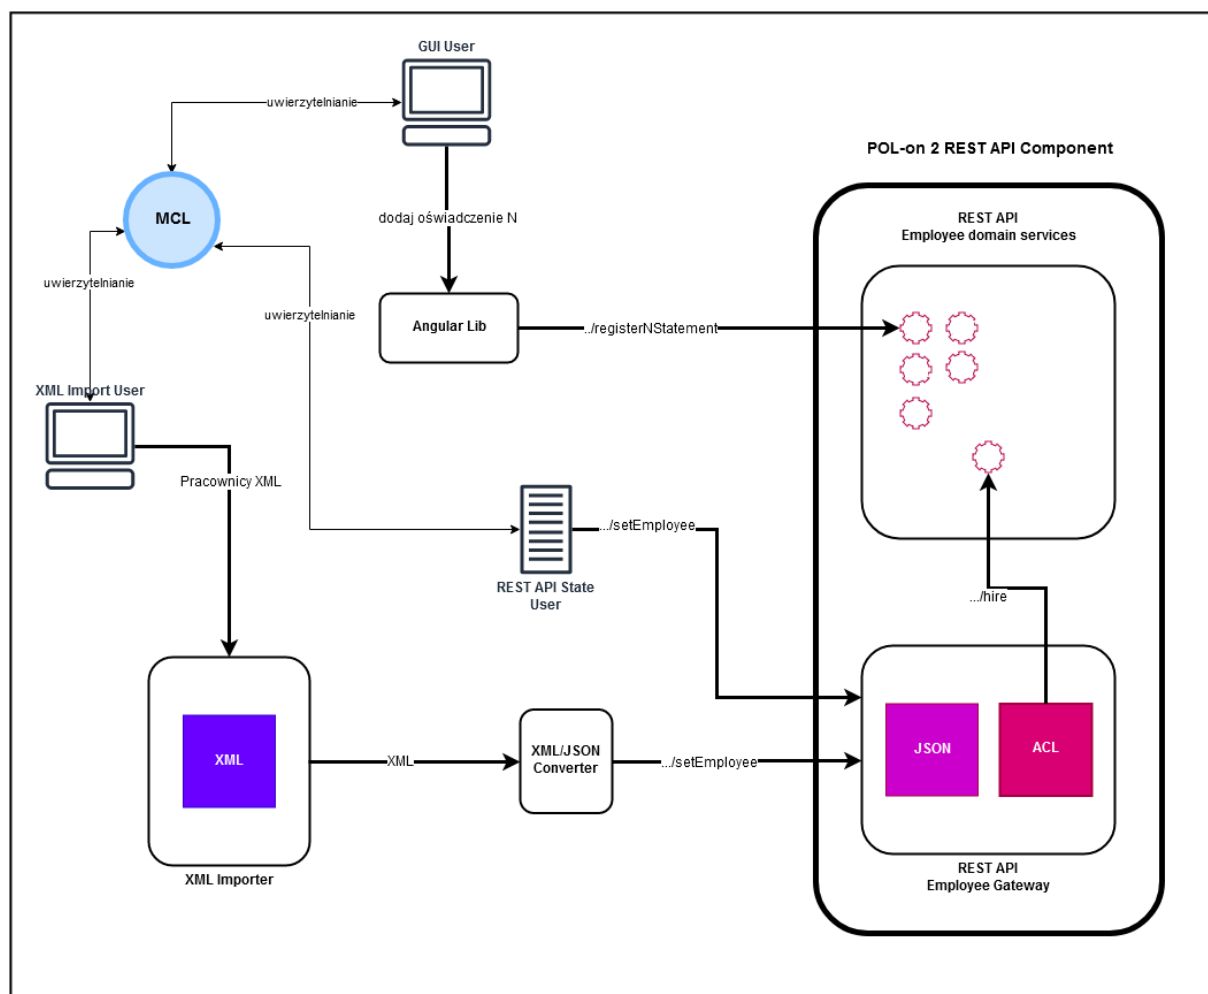 GUI User
uwierzytelnianie
POL-on 2 REST API Component
MCL
dodaj oświadczenie N
REST API
Employee domain services
uwierzytelnianie
uwierzytelnianie
Angular Lib
../registerNStatement
XML Import User
Pracownicy XML
.../setEmployee
REST API State
User
.../hire
XML
XML
XML/JSON
Converter
.../setEmployee
JSON
ACL
XML Importer
REST API
Employee Gateway